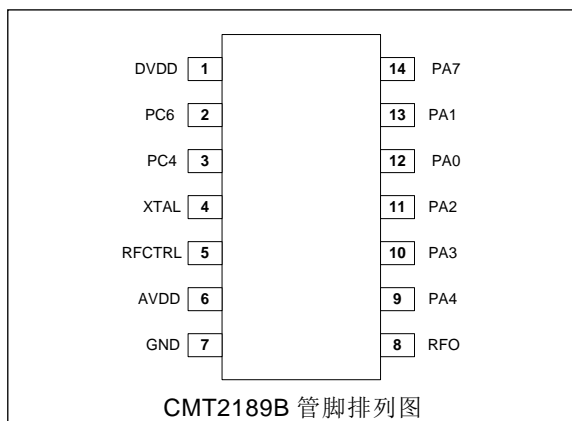 DVDD 1 14 PA7
PC6 2 13 PA1
PC4 3 12 PA0
XTAL 4 11 PA2
RFCTRL 5 10 PA3
AVDD 6 9 PA4
GND 7 8 RFO
CMT2189B 管脚排列图